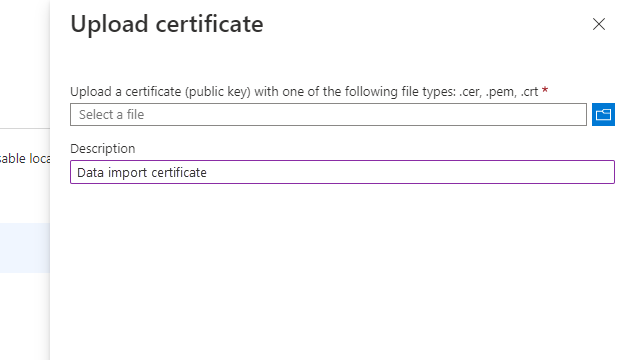 Upload certificate
Upload a certificate (public key) with one of the following file types: .cer, .pem, .crt *
Select a file
Description
sable loca
Data import certificate